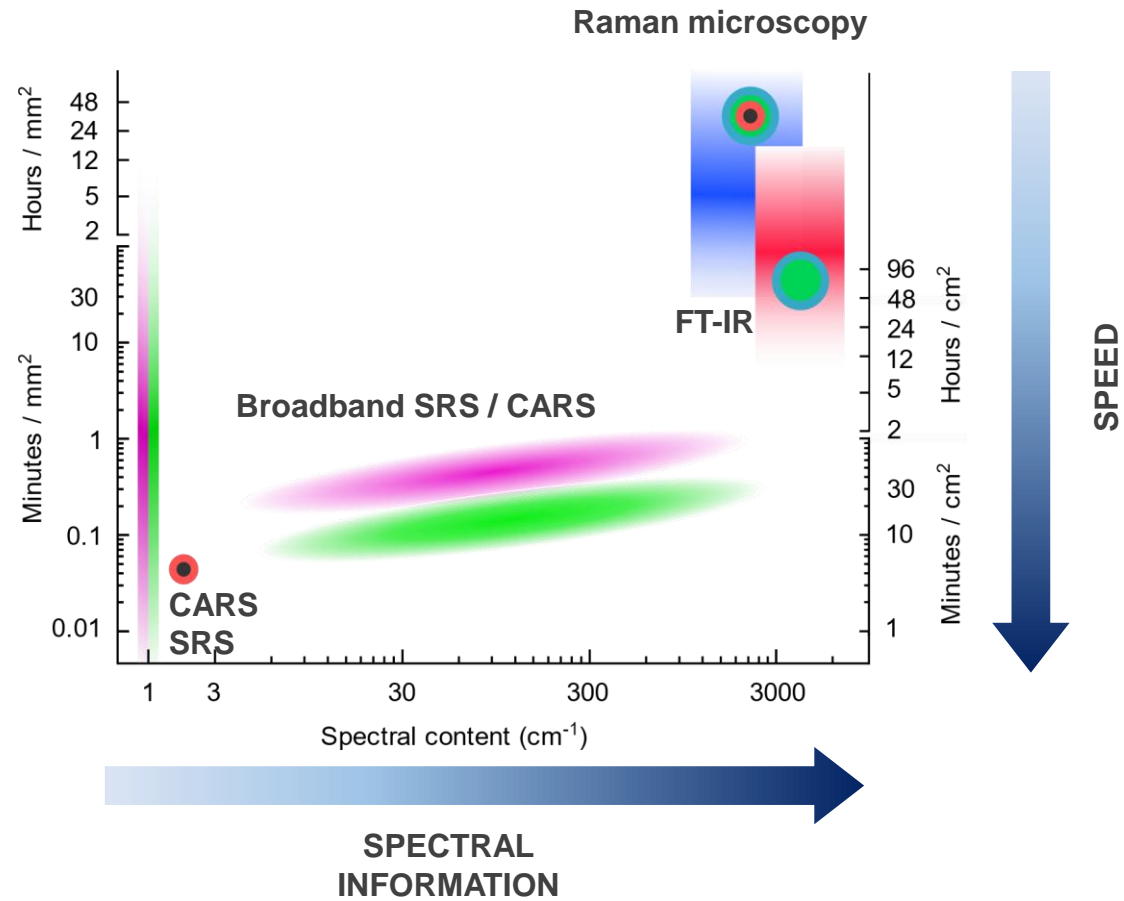 Raman microscopy
Hours / mm2
48
24
12
5
2
30
10
1
0.1
0.01
Minutes / mm2
FT-IR
Broadband SRS / CARS
CARS
SRS
96
48
24
12
5
2
30
10
1
Hours / cm2
Minutes / cm2
SPEED
1
3
30
300
3000
Spectral content (cm-1)
SPECTRAL
INFORMATION